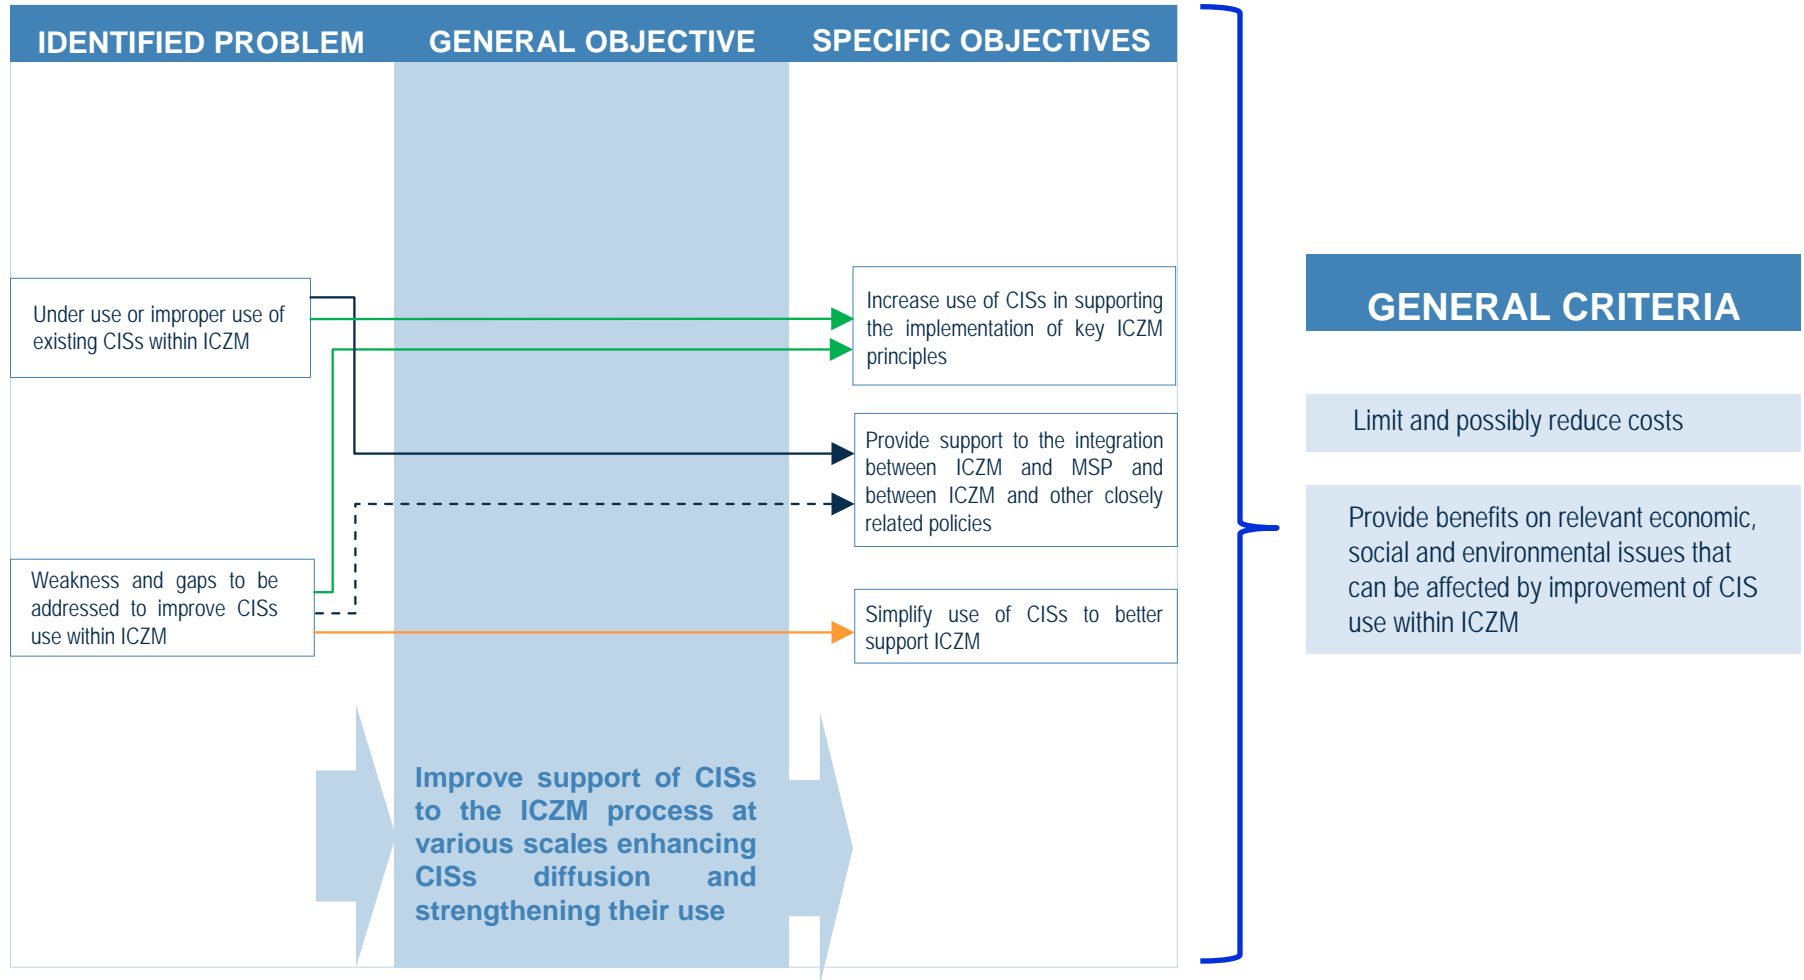 IDENTIFIED PROBLEM
GENERAL OBJECTIVE
SPECIFIC OBJECTIVES
Under use or improper use of
existing CISs within ICZM
Weakness and gaps to be
addressed to improve CISs
use within ICZM
Improve support of CISs
to the ICZM process at
various scales enhancing
CISs diffusion and
strengthening their use
Increase use of CISs in supporting
the implementation of key ICZM
principles
Provide support to the integration
between ICZM and MSP and
between ICZM and other closely
related policies
Simplify use of CISs to better
support ICZM
GENERAL CRITERIA
Limit and possibly reduce costs
Provide benefits on relevant economic,
social and environmental issues that
can be affected by improvement of CIS
use within ICZM